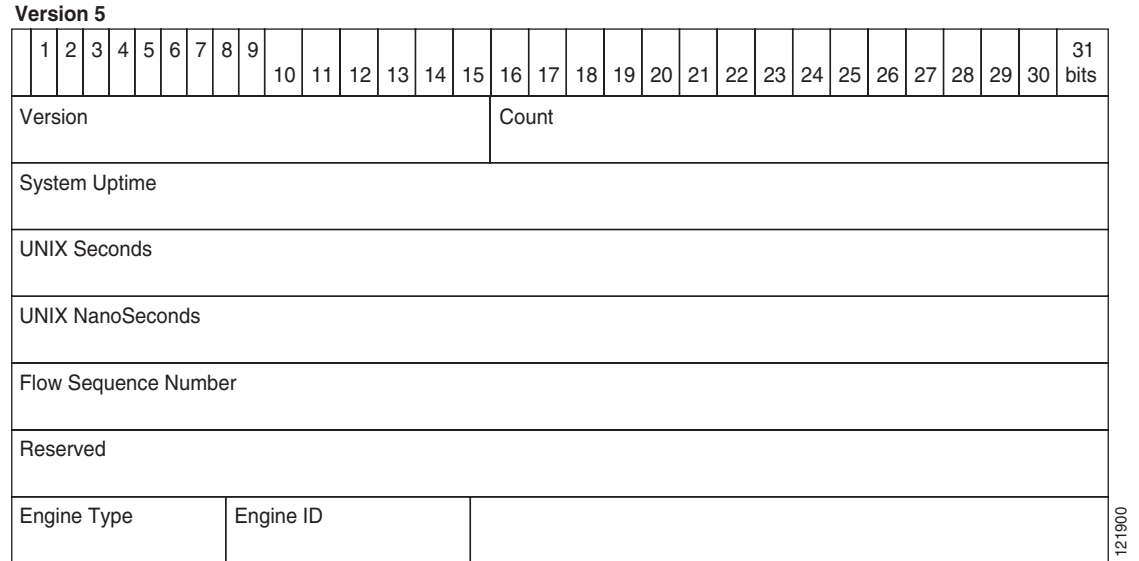 Version 5
1 2 3 4 5 6 7 8 9 10 11 12 13 14 15 16 17 18 19 20 21 22 23 24 25 26 27 28 29 30 31 bits
Version Count
System Uptime
UNIX Seconds
UNIX NanoSeconds
Flow Sequence Number
Reserved
Engine Type Engine ID
121900